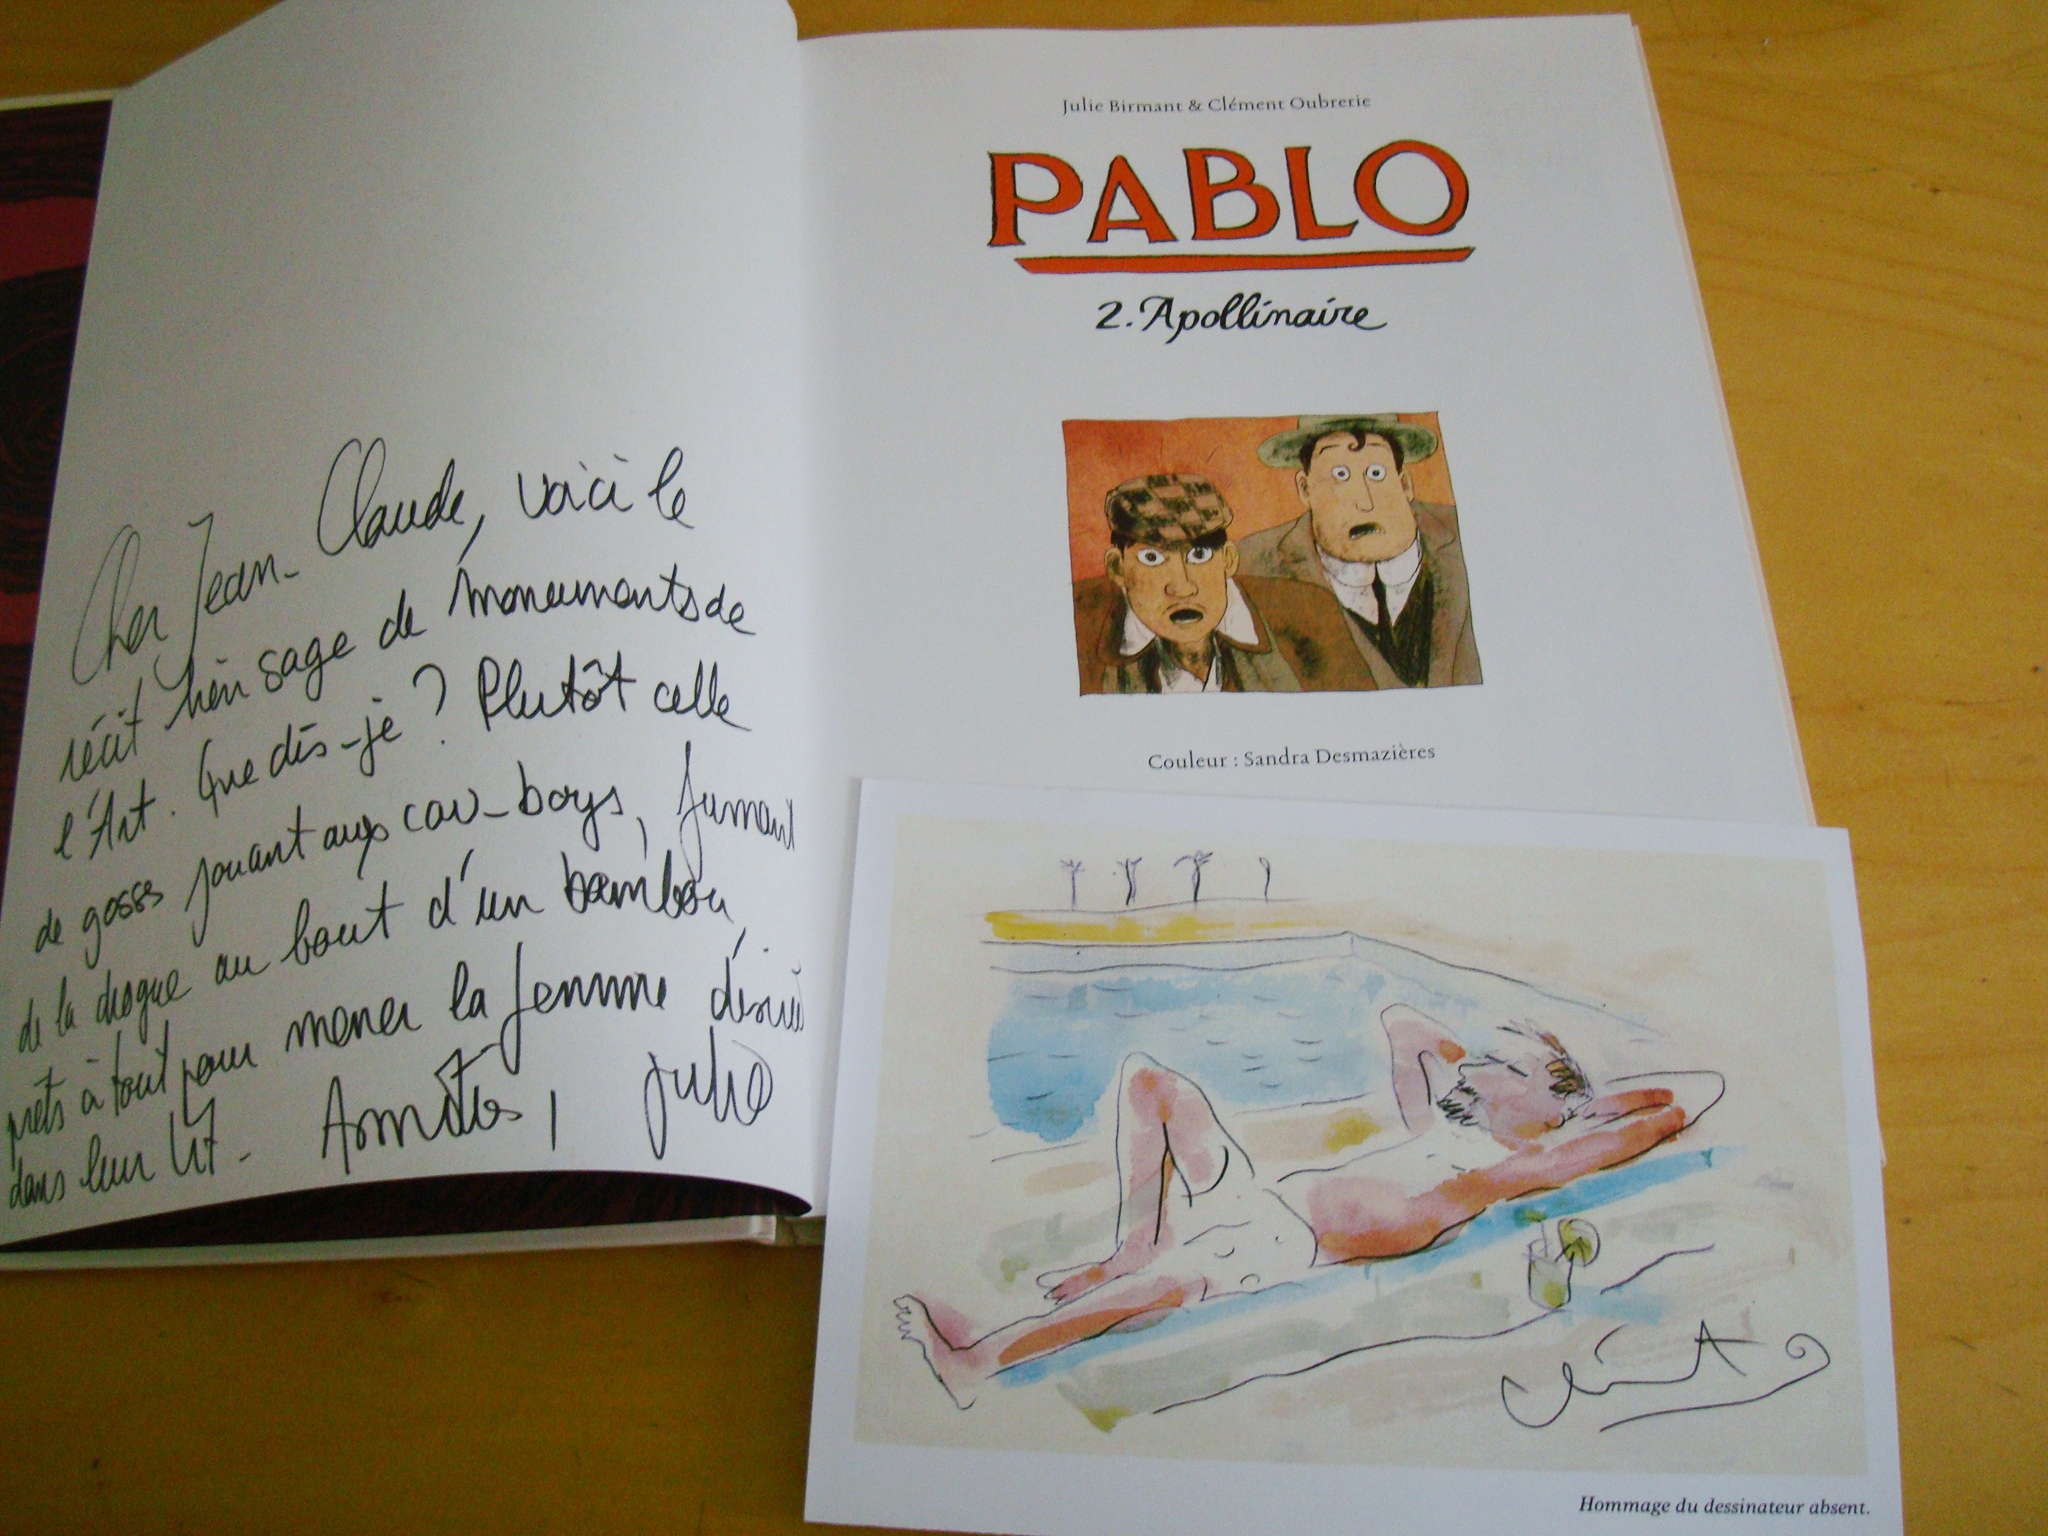 Cher Jean-Claude, voici le
récit bien sage de monuments de
l'Art. Que dis-je ? Plutôt celle
de gosses jouant aux cow-boys, fumant
de la drogue au bout d'un bambou,
prêts à tout pour mener la femme
dans leur lit. Amitiés, Julie
Julie Birmant & Clément Oubrerie
PABLO
2. Apollinaire
Couleur : Sandra Desmazières
Hommage du dessinateur absent.